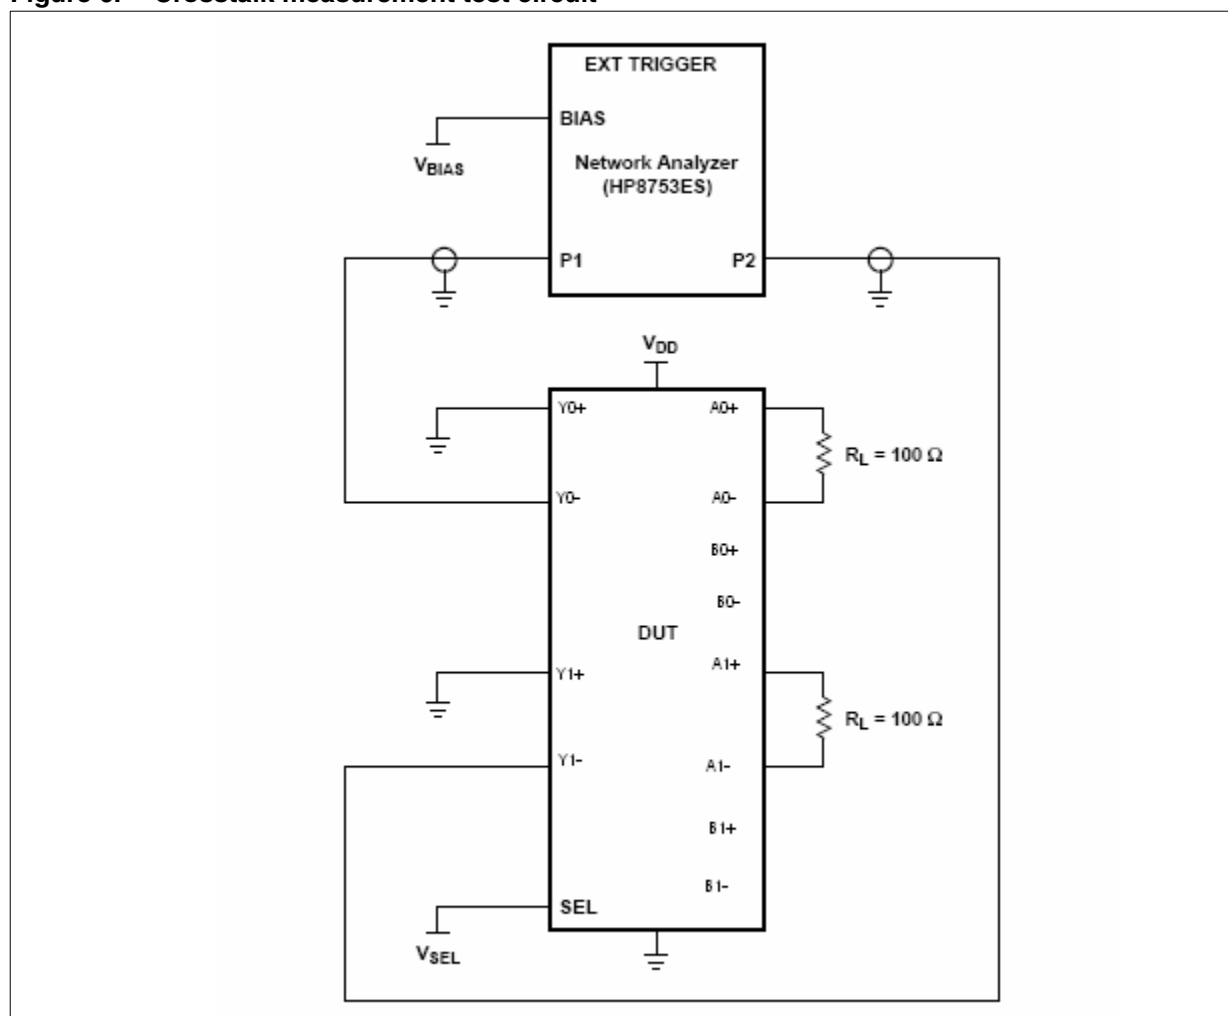 Figure 6. Crosstalk measurement test circuit
EXT TRIGGER
BIAS
VBIAS
Network Analyzer
(HP8753ES)
P1
P2
VDD
Y0+
A0+
RL = 100 Ω
Y0-
A0-
B0+
B0-
DUT
Y1+
A1+
RL = 100 Ω
Y1-
A1-
B1+
B1-
SEL
VSEL